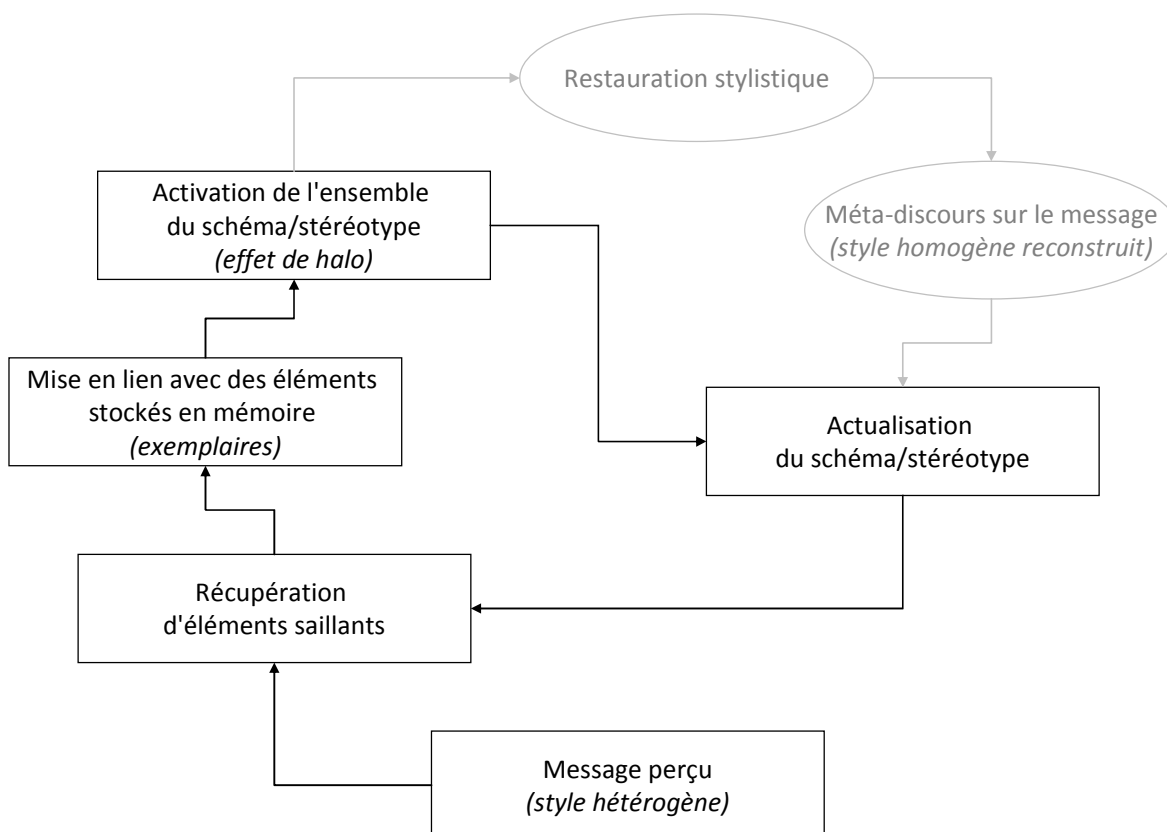 Restauration stylistique
Activation de l'ensemble
du schéma/stéréotype
(effet de halo)
Méta-discours sur le message
(style homogène reconstruit)
Mise en lien avec des éléments
stockés en mémoire
(exemplaires)
Actualisation
du schéma/stéréotype
Récupération
d'éléments saillants
Message perçu
(style hétérogène)